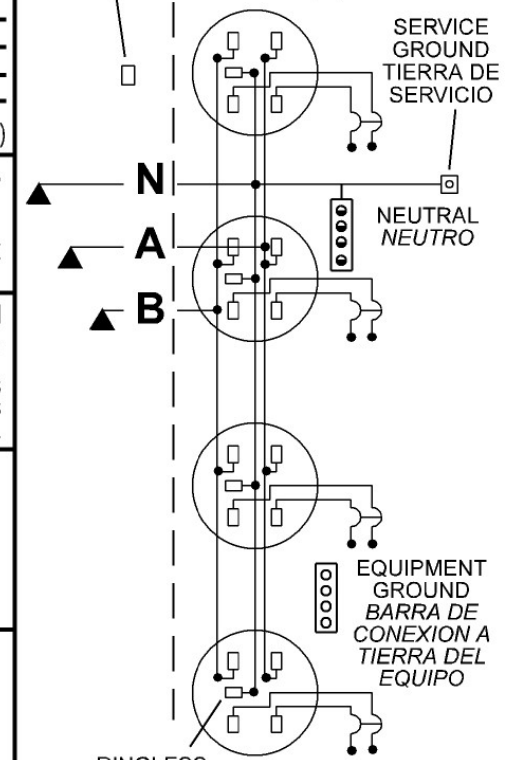 SERVICE
GROUND
TIERRA DE
SERVICIO
)
N
NEUTRAL
NEUTRO
A
B
EQUIPMENT
GROUND
BARRA DE
CONEXION A
TIERRA DEL
EQUIPO
RINGLESS